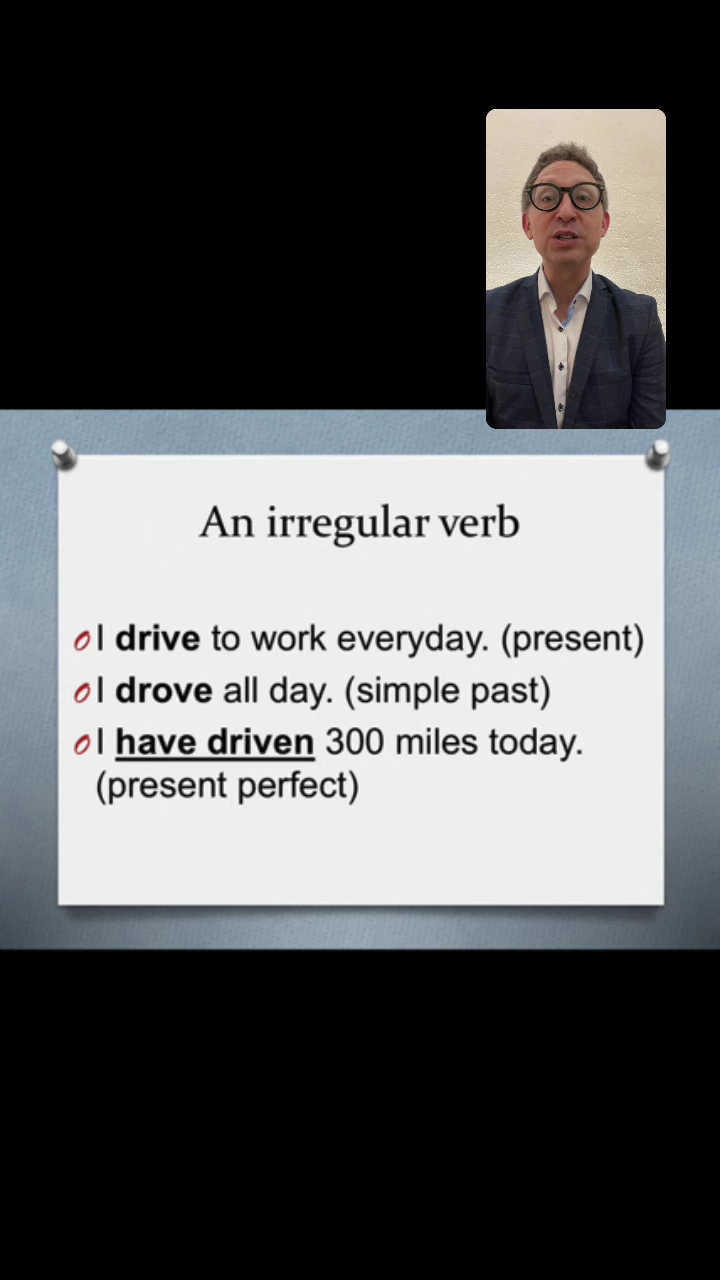 An irregular verb
I drive to work everyday. (present)
I drove all day. (simple past)
I have driven 300 miles today.
(present perfect)